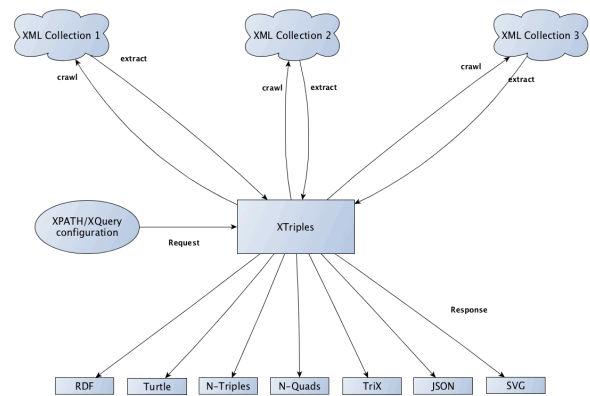 XML Collection 1
XML Collection 2
XML Collection 3
extract
crawl
crawl
extract
crawl
extract
XPATH/XQuery
configuration
Request
XTriples
Response
RDF
Turtle
N-Triples
N-Quads
TriX
JSON
SVG